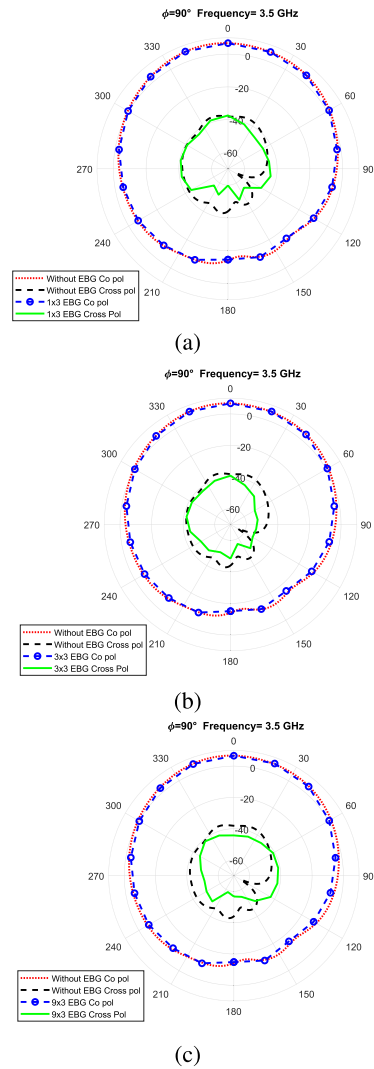 ϕ=90° Frequency= 3.5 GHz
0
330
30
0
300
60
-20
-40
-60
270
90
240
120
210
150
180
Without EBG Co pol
Without EBG Cross pol
1x3 EBG Co pol
1x3 EBG Cross Pol
(a)
ϕ=90° Frequency= 3.5 GHz
0
330
30
0
300
60
-20
-40
-60
270
90
240
120
210
150
180
Without EBG Co pol
Without EBG Cross pol
3x3 EBG Co pol
3x3 EBG Cross Pol
(b)
ϕ=90° Frequency= 3.5 GHz
0
330
30
0
300
60
-20
-40
-60
270
90
240
120
210
150
180
Without EBG Co pol
Without EBG Cross pol
9x3 EBG Co pol
9x3 EBG Cross Pol
(c)